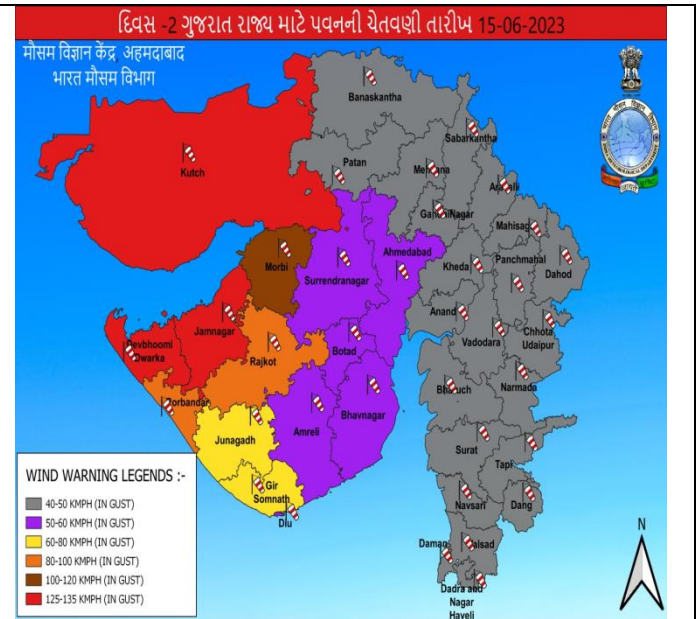 દિવસ -2 ગુજરાત રાજ્ય માટે પવનની ચેતવણી તારીખ 15-06-2023
मौसम विज्ञान केंद्र, अहमदाबाद
भारत मौसम विभाग
Banaskantha
Sabarkantha
Patan
Mehsana
Aravali
Kutch
GandhiNagar
Mahisagar
Ahmedabad
Morbi
Surrendranagar
Kheda
Panchmahal
Dahod
Anand
Jamnagar
Devbhoomi
Dwarka
Rajkot
Botad
Vadodara
Chhota
Udaipur
Porbandar
Bharuch
Narmada
Junagadh
Amreli
Bhavnagar
Surat
Tapi
Gir
Somnath
Diu
Navsari
Dang
Daman
Valsad
Dadra and
Nagar
Haveli
WIND WARNING LEGENDS :-
40-50 KMPH (IN GUST)
50-60 KMPH (IN GUST)
60-80 KMPH (IN GUST)
80-100 KMPH (IN GUST)
100-120 KMPH (IN GUST)
125-135 KMPH (IN GUST)
N